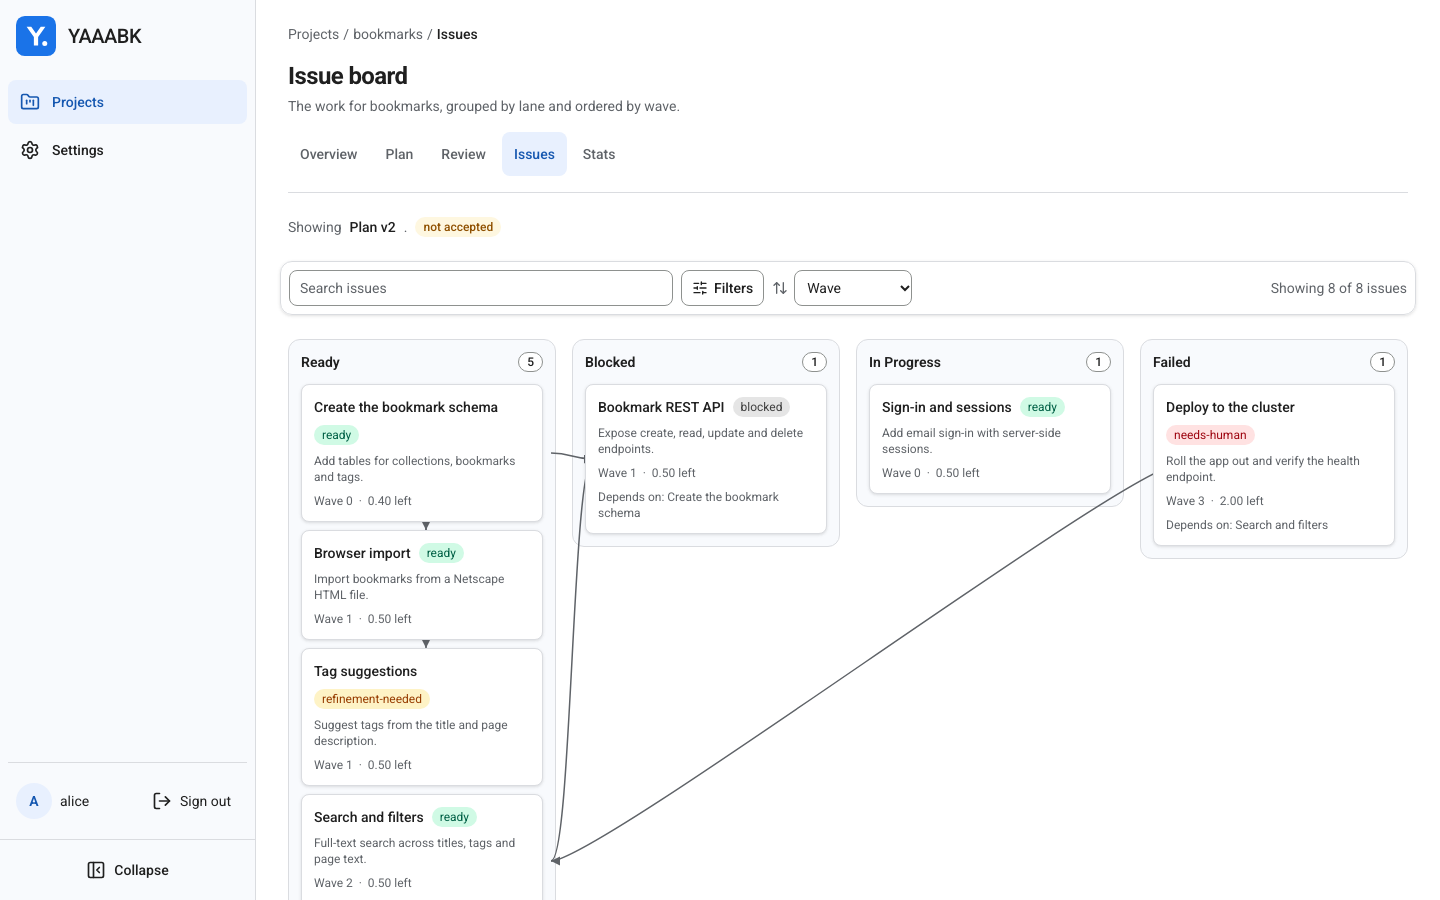 Y.
YAAABK
Projects
Settings
A
alice
Sign out
Collapse
Projects / bookmarks / Issues
Issue board
The work for bookmarks, grouped by lane and ordered by wave.
Overview
Plan
Review
Issues
Stats
Showing Plan v2 . not accepted
Search issues
Filters
Wave
Showing 8 of 8 issues
Ready
5
Create the bookmark schema
ready
Add tables for collections, bookmarks
and tags.
Wave 0 · 0.40 left
Browser import ready
Import bookmarks from a Netscape
HTML file.
Wave 1 · 0.50 left
Tag suggestions
refinement-needed
Suggest tags from the title and page
description.
Wave 1 · 0.50 left
Search and filters ready
Full-text search across titles, tags and
page text.
Wave 2 · 0.50 left
Blocked
1
Bookmark REST API blocked
Expose create, read, update and delete
endpoints.
Wave 1 · 0.50 left
Depends on: Create the bookmark
schema
In Progress
1
Sign-in and sessions ready
Add email sign-in with server-side
sessions.
Wave 0 · 0.50 left
Failed
1
Deploy to the cluster
needs-human
Roll the app out and verify the health
endpoint.
Wave 3 · 2.00 left
Depends on: Search and filters